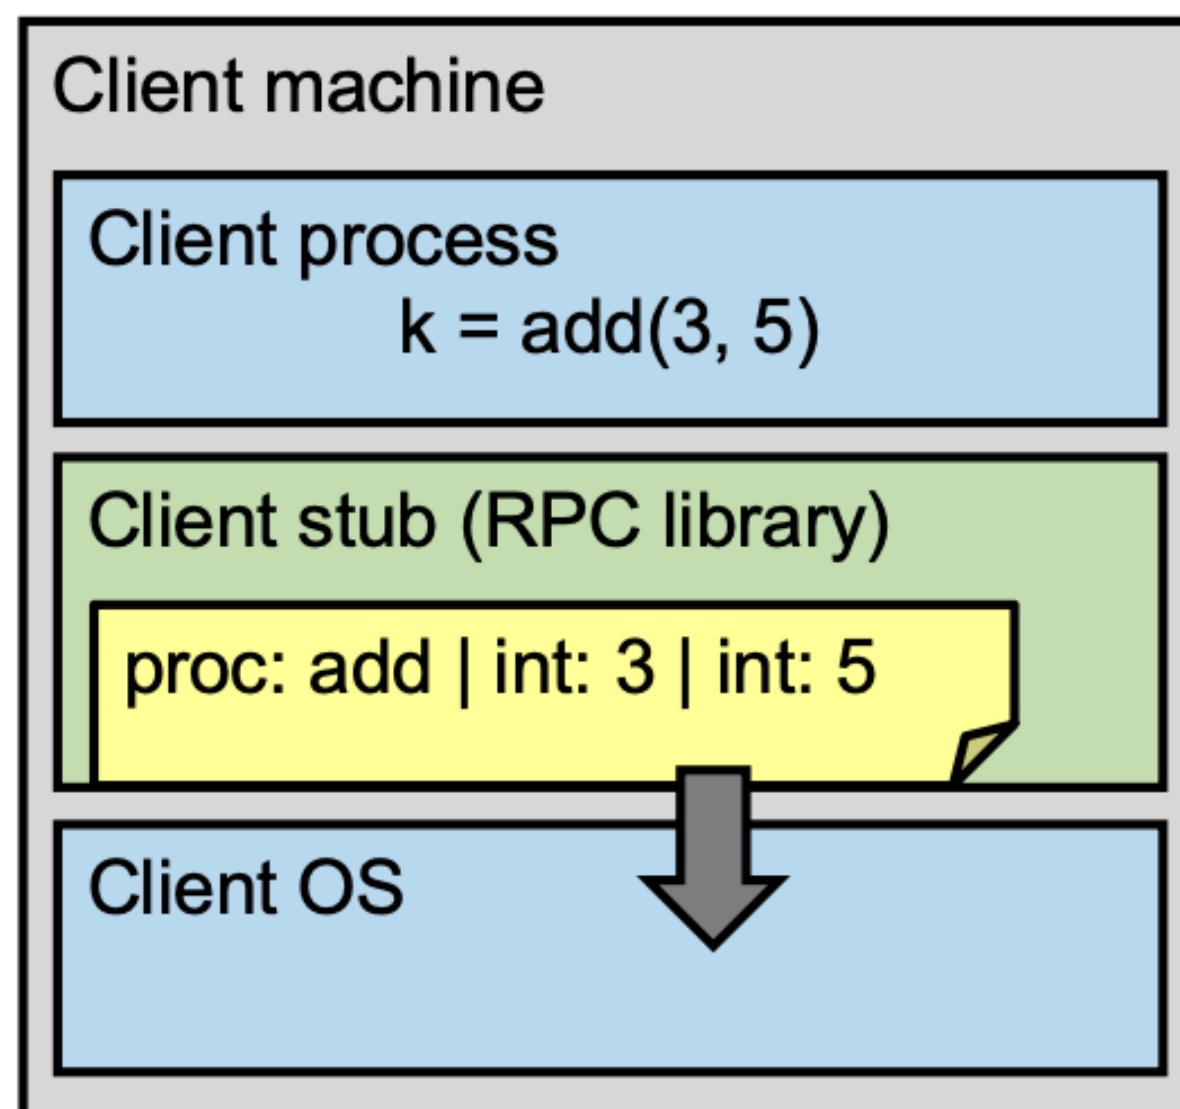 Client machine
Client process
k = add(3, 5)
Client stub (RPC library)
proc: add | int: 3 | int: 5
Client OS